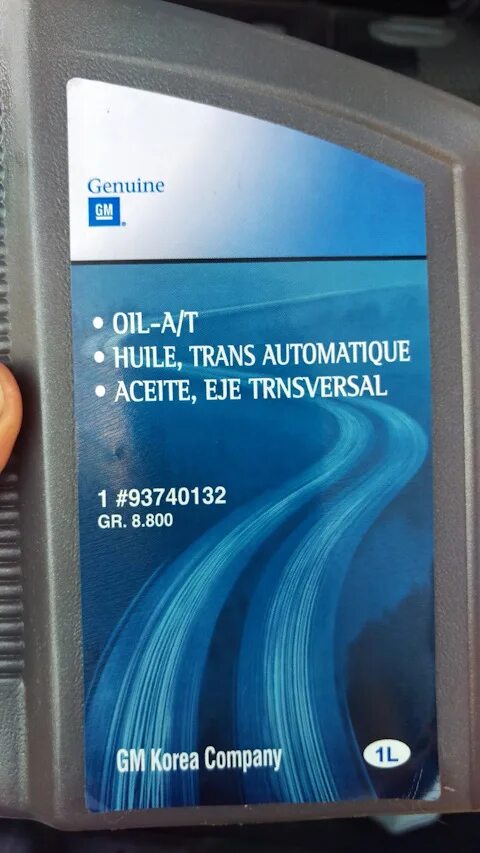 Genuine
GM
• OIL-A/T
• HUILE, TRANS AUTOMATIQUE
• ACEITE, EJE TRNSVERSAL
1 #93740132
GR. 8.800
GM Korea Company
1L